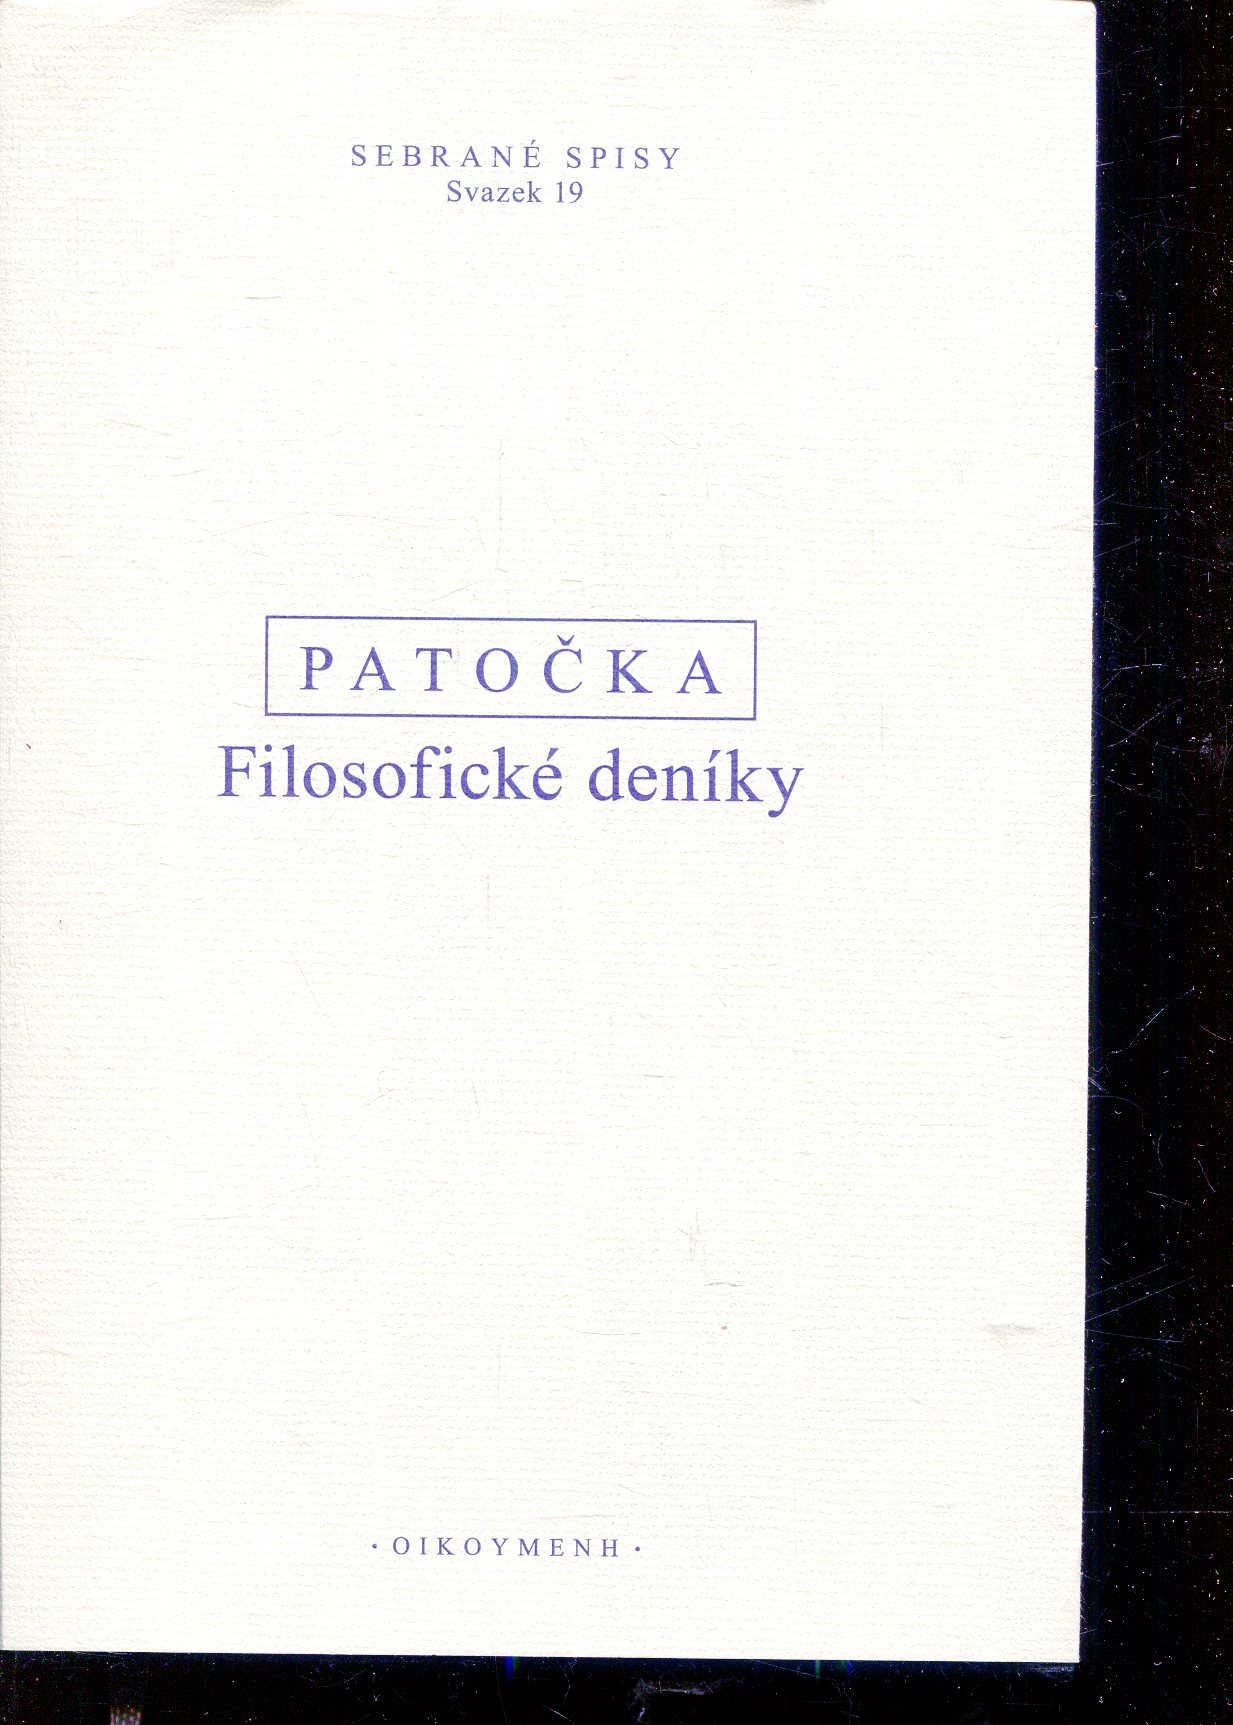 SEBRANÉ SPISY
Svazek 19
PATOČKA
Filosofické deníky
· OIKOYMENH ·